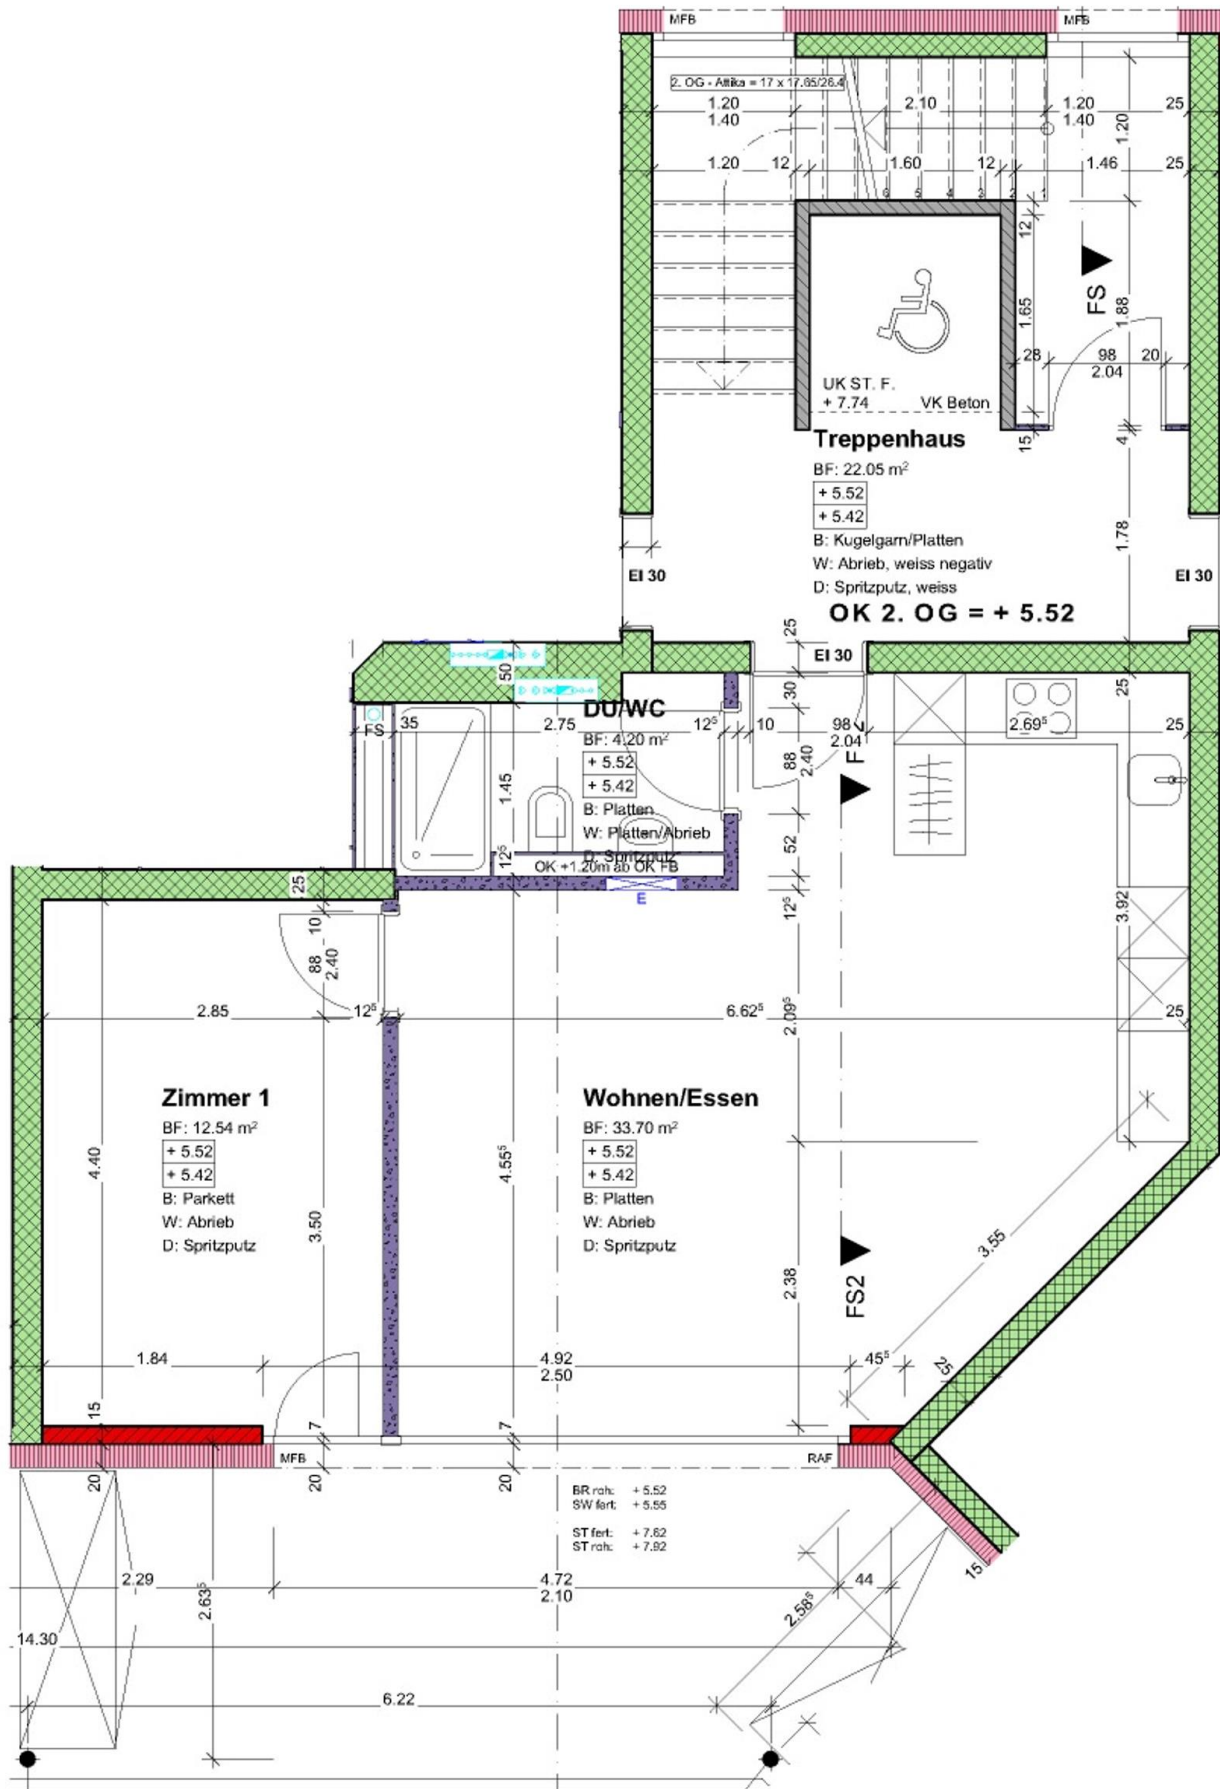 MFB
MFB
2. OG - Attika = 17 x 17.65/26.4
1.20
2.10
1.20
25
1.40
1.40
1.20
1.20
12
1.60
12
1.46
25
6 5 4 3 2 1
12
1.65
1.88
FS
28
98
20
2.04
UK ST. F.
+ 7.74
VK Beton
15
4
Treppenhaus
BF: 22.05 m²
+ 5.52
+ 5.42
B: Kugelgarn/Platten
W: Abrieb, weiss negativ
D: Spritzputz, weiss
1.78
EI 30
EI 30
OK 2. OG = + 5.52
25
EI 30
50
30
25
DU/WC
FS
35
2.75
12⁵
10
98
2.04
2.69⁵
25
BF: 4.20 m²
+ 5.52
+ 5.42
B: Platten
W: Platten/Abrieb
D: Spritzputz
OK +1.20m ab OK FB
1.45
12⁵
88
2.40
52
12⁵
E
25
10
88
2.40
3.92
2.85
12⁵
6.62⁵
2.09⁵
25
Zimmer 1
BF: 12.54 m²
+ 5.52
+ 5.42
B: Parkett
W: Abrieb
D: Spritzputz
4.40
3.50
Wohnen/Essen
BF: 33.70 m²
+ 5.52
+ 5.42
B: Platten
W: Abrieb
D: Spritzputz
4.55⁵
3.55
2.38
FS2
1.84
4.92
2.50
45⁵
25
15
7
7
MFB
RAF
20
20
20
BR roh: + 5.52
SW fert: + 5.55
ST fert: + 7.62
ST roh: + 7.92
15
2.29
2.63⁵
4.72
2.10
44
2.58⁵
14.30
6.22